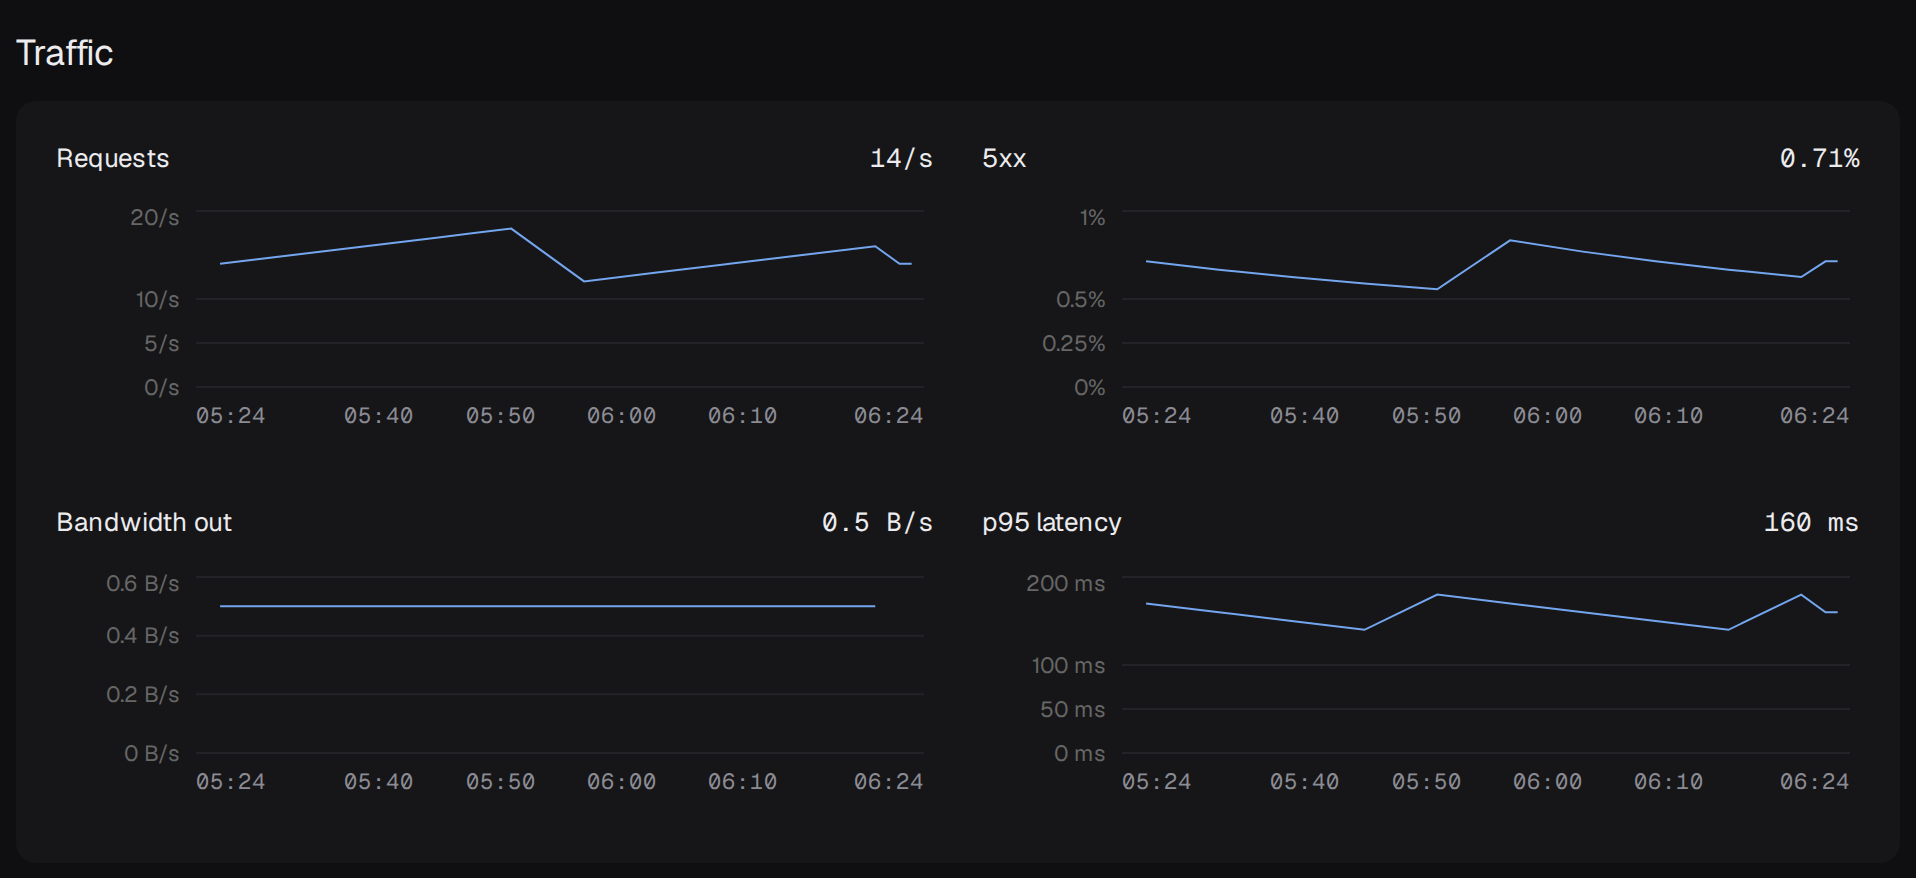 Traffic
Requests 14/s
20/s
10/s
5/s
0/s
05:24 05:40 05:50 06:00 06:10 06:24
5xx 0.71%
1%
0.5%
0.25%
0%
05:24 05:40 05:50 06:00 06:10 06:24
Bandwidth out 0.5 B/s
0.6 B/s
0.4 B/s
0.2 B/s
0 B/s
05:24 05:40 05:50 06:00 06:10 06:24
p95 latency 160 ms
200 ms
100 ms
50 ms
0 ms
05:24 05:40 05:50 06:00 06:10 06:24